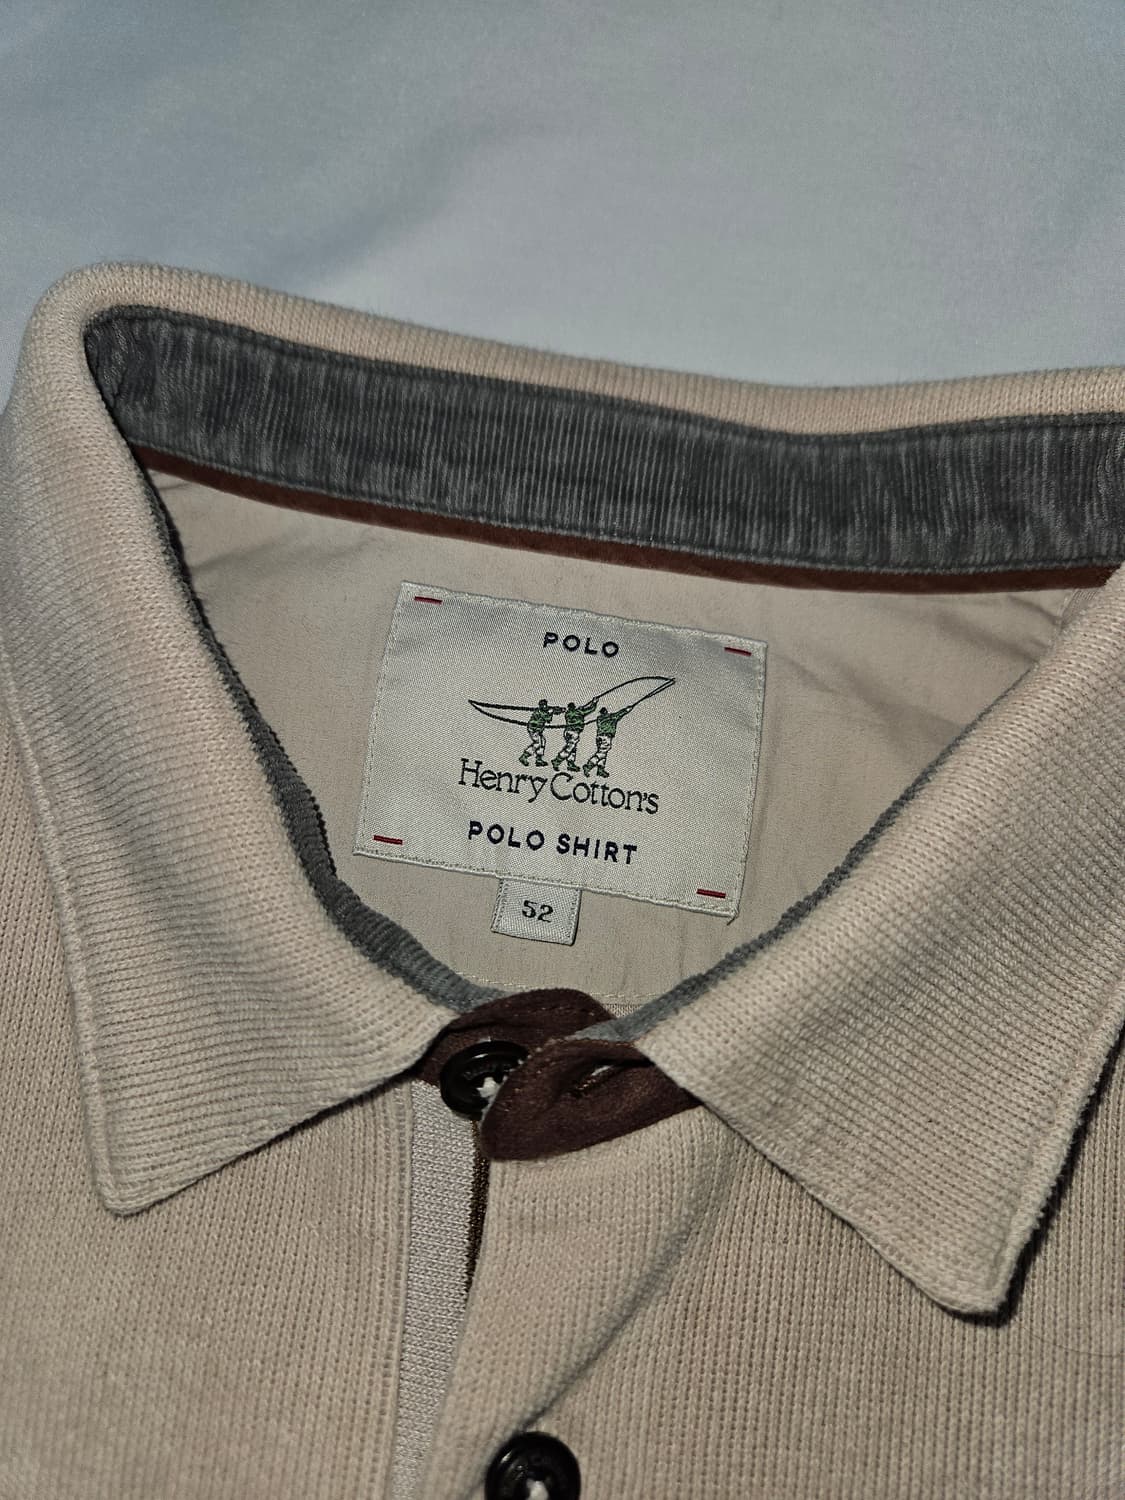 POLO
Henry Cotton's
POLO SHIRT
52